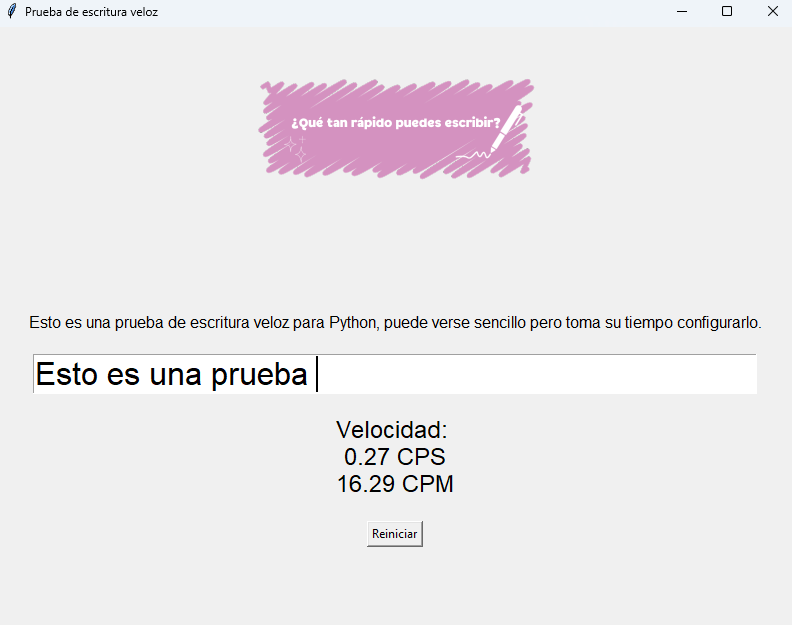 Prueba de escritura veloz
¿Qué tan rápido puedes escribir?
Esto es una prueba de escritura veloz para Python, puede verse sencillo pero toma su tiempo configurarlo.
Esto es una prueba
Velocidad:
0.27 CPS
16.29 CPM
Reiniciar